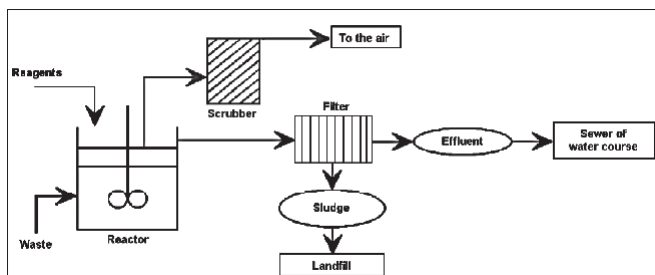 To the air
Reagents
Scrubber
Filter
Effluent
Sewer of
water course
Sludge
Waste
Reactor
Landfill